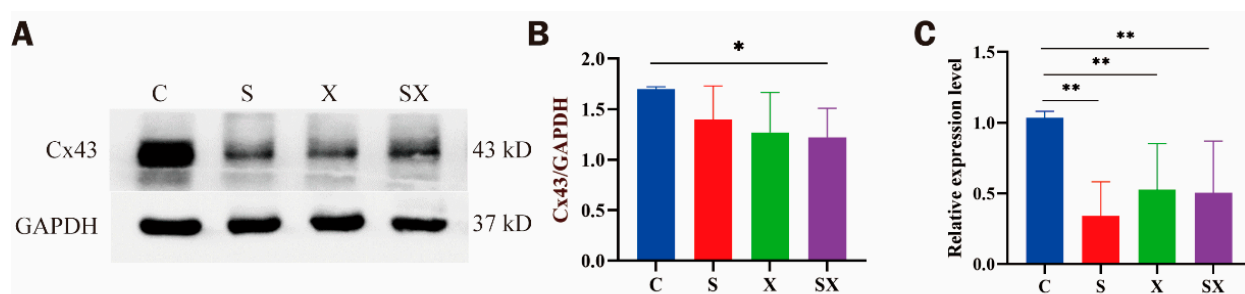 A
C S X SX
Cx43 43 kD
GAPDH 37 kD
B
Cx43/GAPDH
2.0
1.5
1.0
0.5
0.0
*
C S X SX
C
Relative expression level
1.5
1.0
0.5
0.0
**
**
**
C S X SX